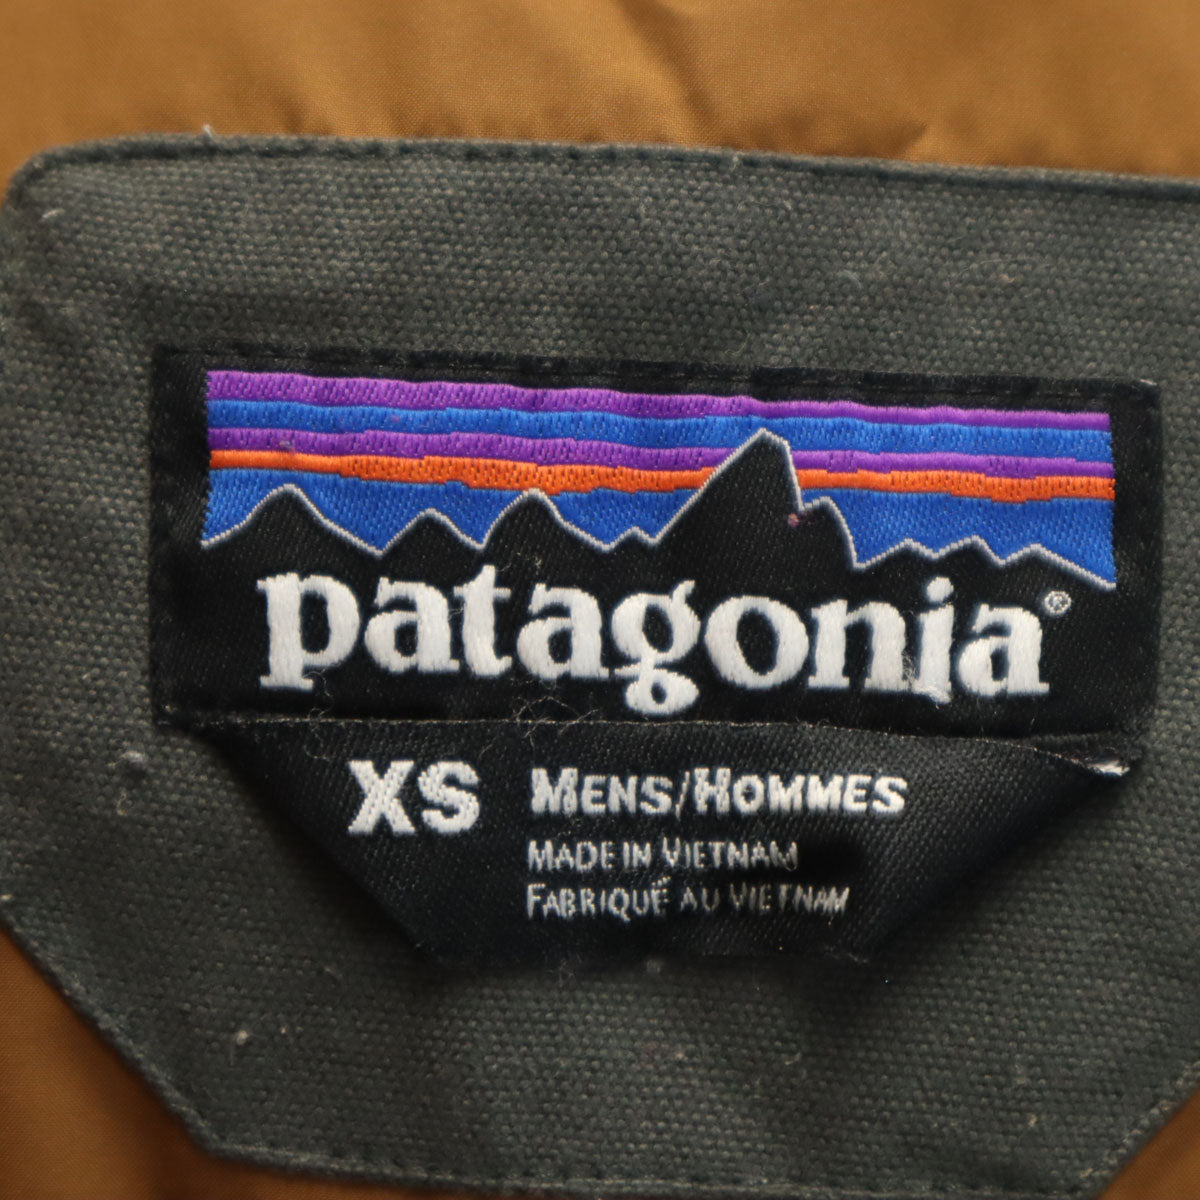 patagonia®
XS
MENS/HOMMES
MADE IN VIETNAM
FABRIQUÉ AU VIETNAM